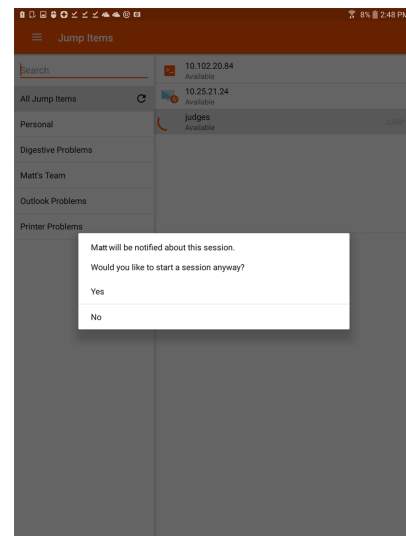 8% 2:48 PM
Jump Items
Search
10.102.20.84
Available
All Jump Items
10.25.21.24
Available
Personal
judges
Available
JUMP
Digestive Problems
Matt's Team
Outlook Problems
Printer Problems
Matt will be notified about this session.
Would you like to start a session anyway?
Yes
No